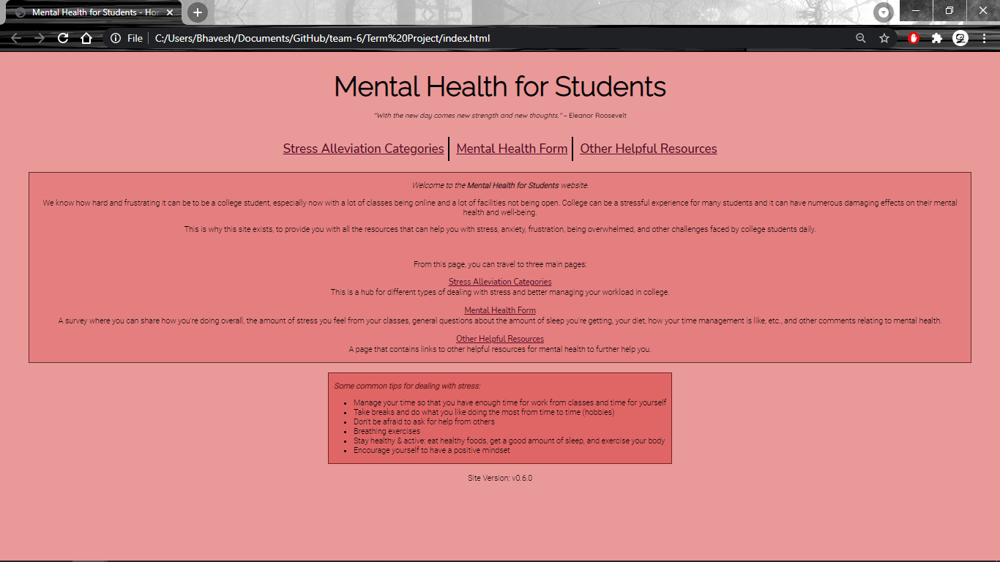 Mental Health for Students - Hor
File
C:/Users/Bhavesh/Documents/GitHub/team-6/Term%20Project/index.html
Mental Health for Students
"With the new day comes new strength and new thoughts." – Eleanor Roosevelt
Stress Alleviation Categories
Mental Health Form
Other Helpful Resources
Welcome to the Mental Health for Students website.
We know how hard and frustrating it can be to be a college student, especially now with a lot of classes being online and a lot of facilities not being open. College can be a stressful experience for many students and it can have numerous damaging effects on their mental
health and well-being.
This is why this site exists, to provide you with all the resources that can help you with stress, anxiety, frustration, being overwhelmed, and other challenges faced by college students daily.
From this page, you can travel to three main pages:
Stress Alleviation Categories
This is a hub for different types of dealing with stress and better managing your workload in college.
Mental Health Form
A survey where you can share how you're doing overall, the amount of stress you feel from your classes, general questions about the amount of sleep you're getting, your diet, how your time management is like, etc., and other comments relating to mental health.
Other Helpful Resources
A page that contains links to other helpful resources for mental health to further help you.
Some common tips for dealing with stress:
• Manage your time so that you have enough time for work from classes and time for yourself
• Take breaks and do what you like doing the most from time to time (hobbies)
• Don't be afraid to ask for help from others
• Breathing exercises
• Stay healthy & active: eat healthy foods, get a good amount of sleep, and exercise your body
• Encourage yourself to have a positive mindset
Site Version: v0.6.0